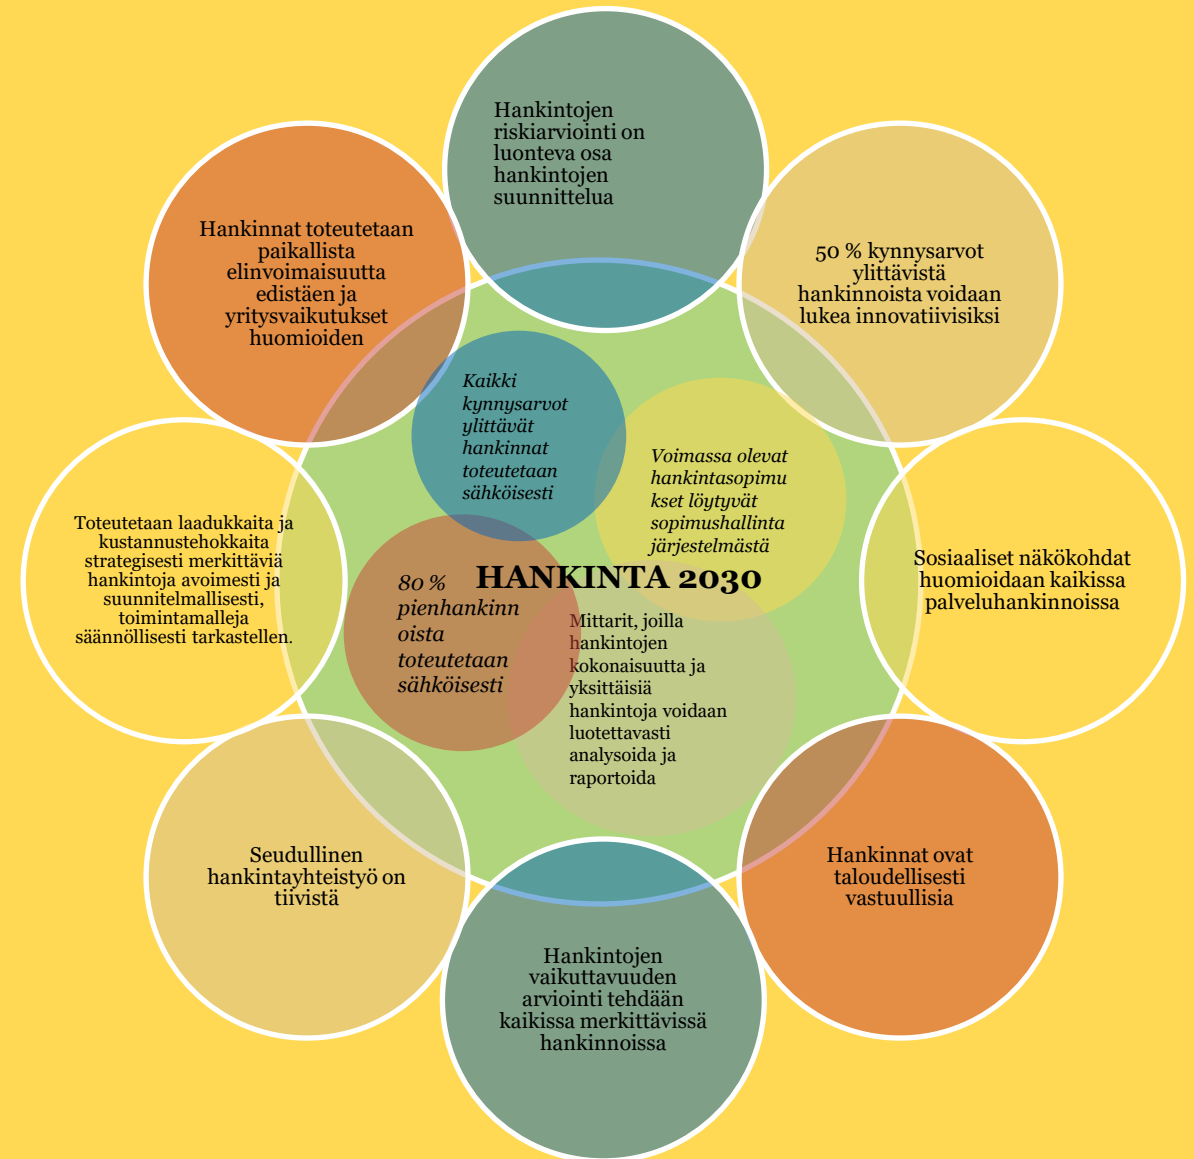 Hankintojen
riskiarviointi on
luonteva osa
hankintojen
suunnittelua
Hankinnat toteutetaan
paikallista
elinvoimaisuutta
edistäen ja
yritysvaikutukset
huomioiden
50 % kynnysarvot
ylittävistä
hankinnoista voidaan
lukea innovatiivisiksi
Kaikki
kynnysarvot
ylittävät
hankinnat
toteutetaan
sähköisesti
Voimassa olevat
hankintasopimu
kset löytyvät
sopimushallinta
järjestelmästä
Toteutetaan laadukkaita ja
kustannustehokkaita
strategisesti merkittäviä
hankintoja avoimesti ja
suunnitelmallisesti,
toimintamalleja
säännöllisesti tarkastellen.
HANKINTA 2030
80 %
pienhankinn
oista
toteutetaan
sähköisesti
Mittarit, joilla
hankintojen
kokonaisuutta ja
yksittäisiä
hankintoja voidaan
luotettavasti
analysoida ja
raportoida
Sosiaaliset näkökohdat
huomioidaan kaikissa
palveluhankinnoissa
Seudullinen
hankintayhteistyö on
tiivistä
Hankinnat ovat
taloudellisesti
vastuullisia
Hankintojen
vaikuttavuuden
arviointi tehdään
kaikissa merkittävissä
hankinnoissa